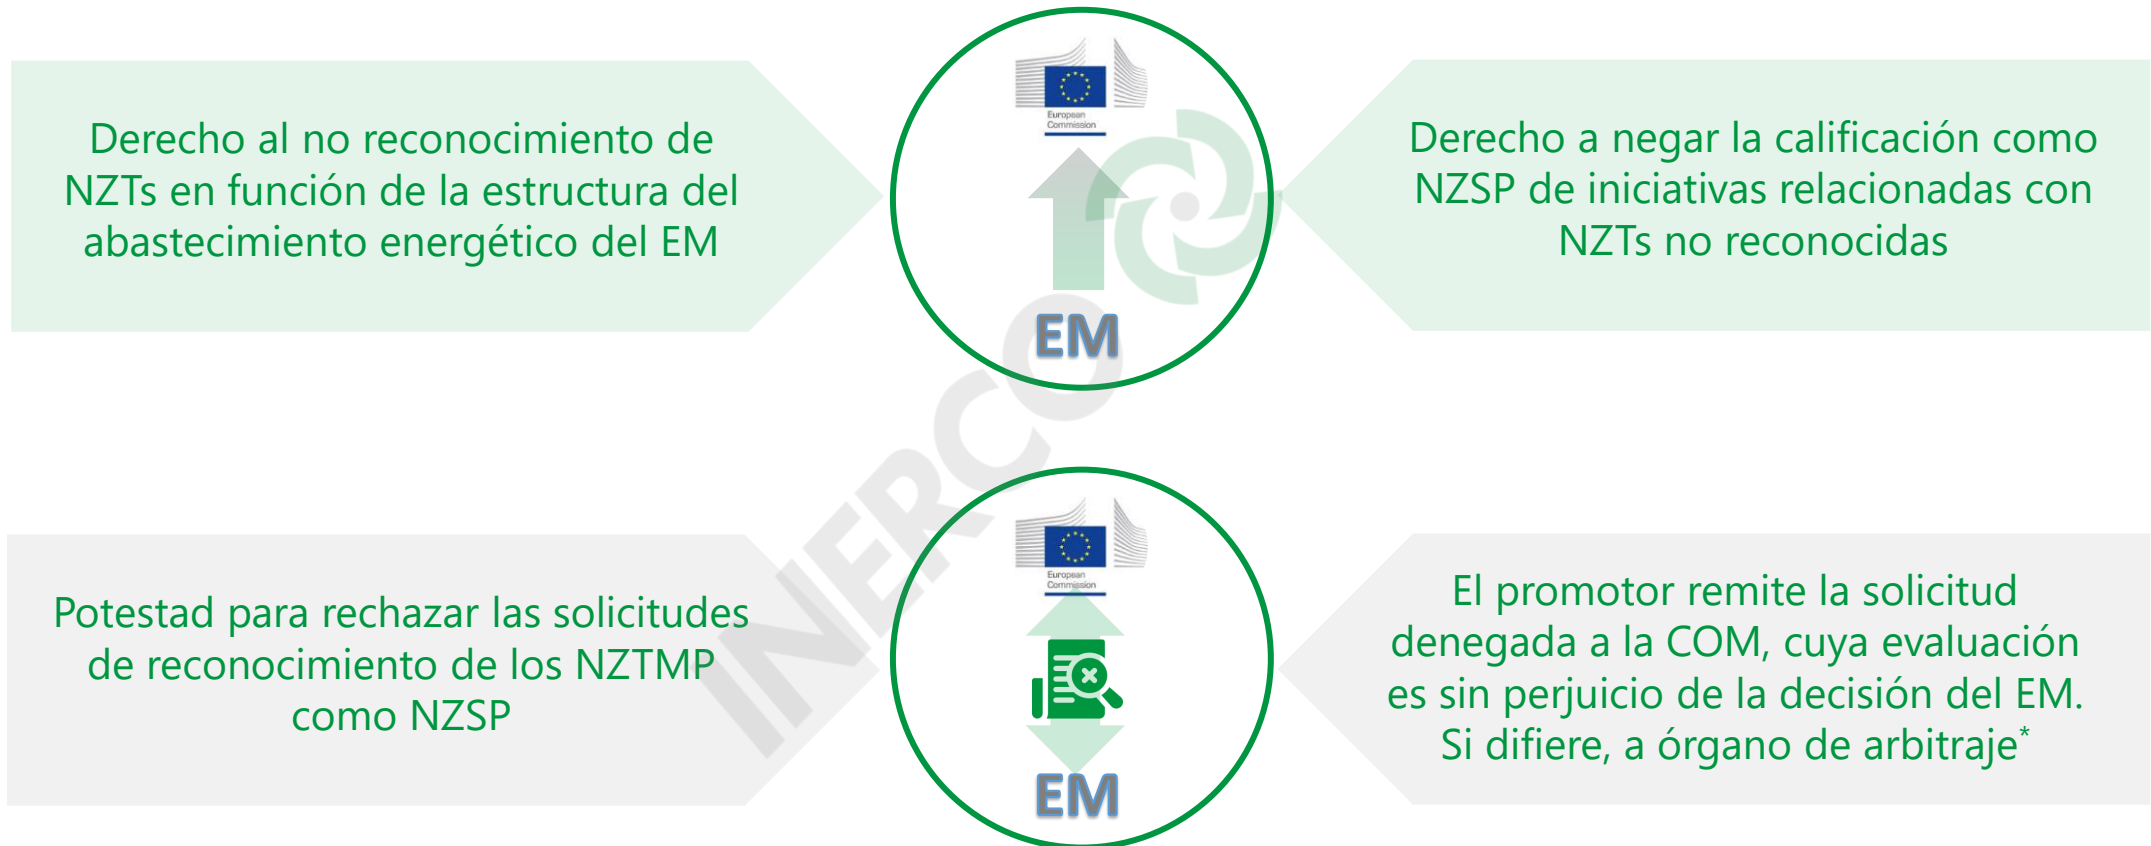 Derecho al no reconocimiento de
NZTs en función de la estructura del
abastecimiento energético del EM
European
Commission
EM
Derecho a negar la calificación como
NZSP de iniciativas relacionadas con
NZTs no reconocidas
INERCO
Potestad para rechazar las solicitudes
de reconocimiento de los NZTMP
como NZSP
European
Commission
EM
El promotor remite la solicitud
denegada a la COM, cuya evaluación
es sin perjuicio de la decisión del EM.
Si difiere, a órgano de arbitraje*